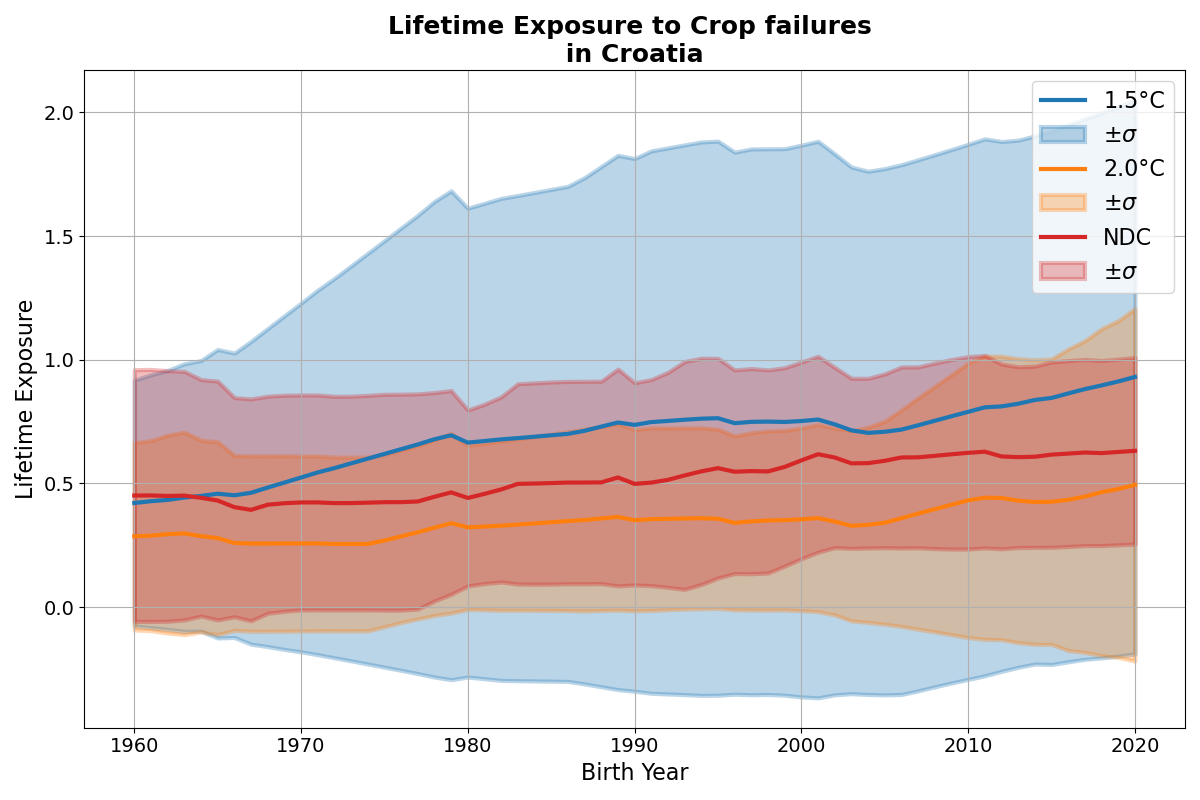 Lifetime Exposure to Crop failures
in Croatia
2.0
1.5
1.0
0.5
0.0
Lifetime Exposure
1960
1970
1980
1990
2000
2010
2020
Birth Year
1.5°C
±σ
2.0°C
±σ
NDC
±σ